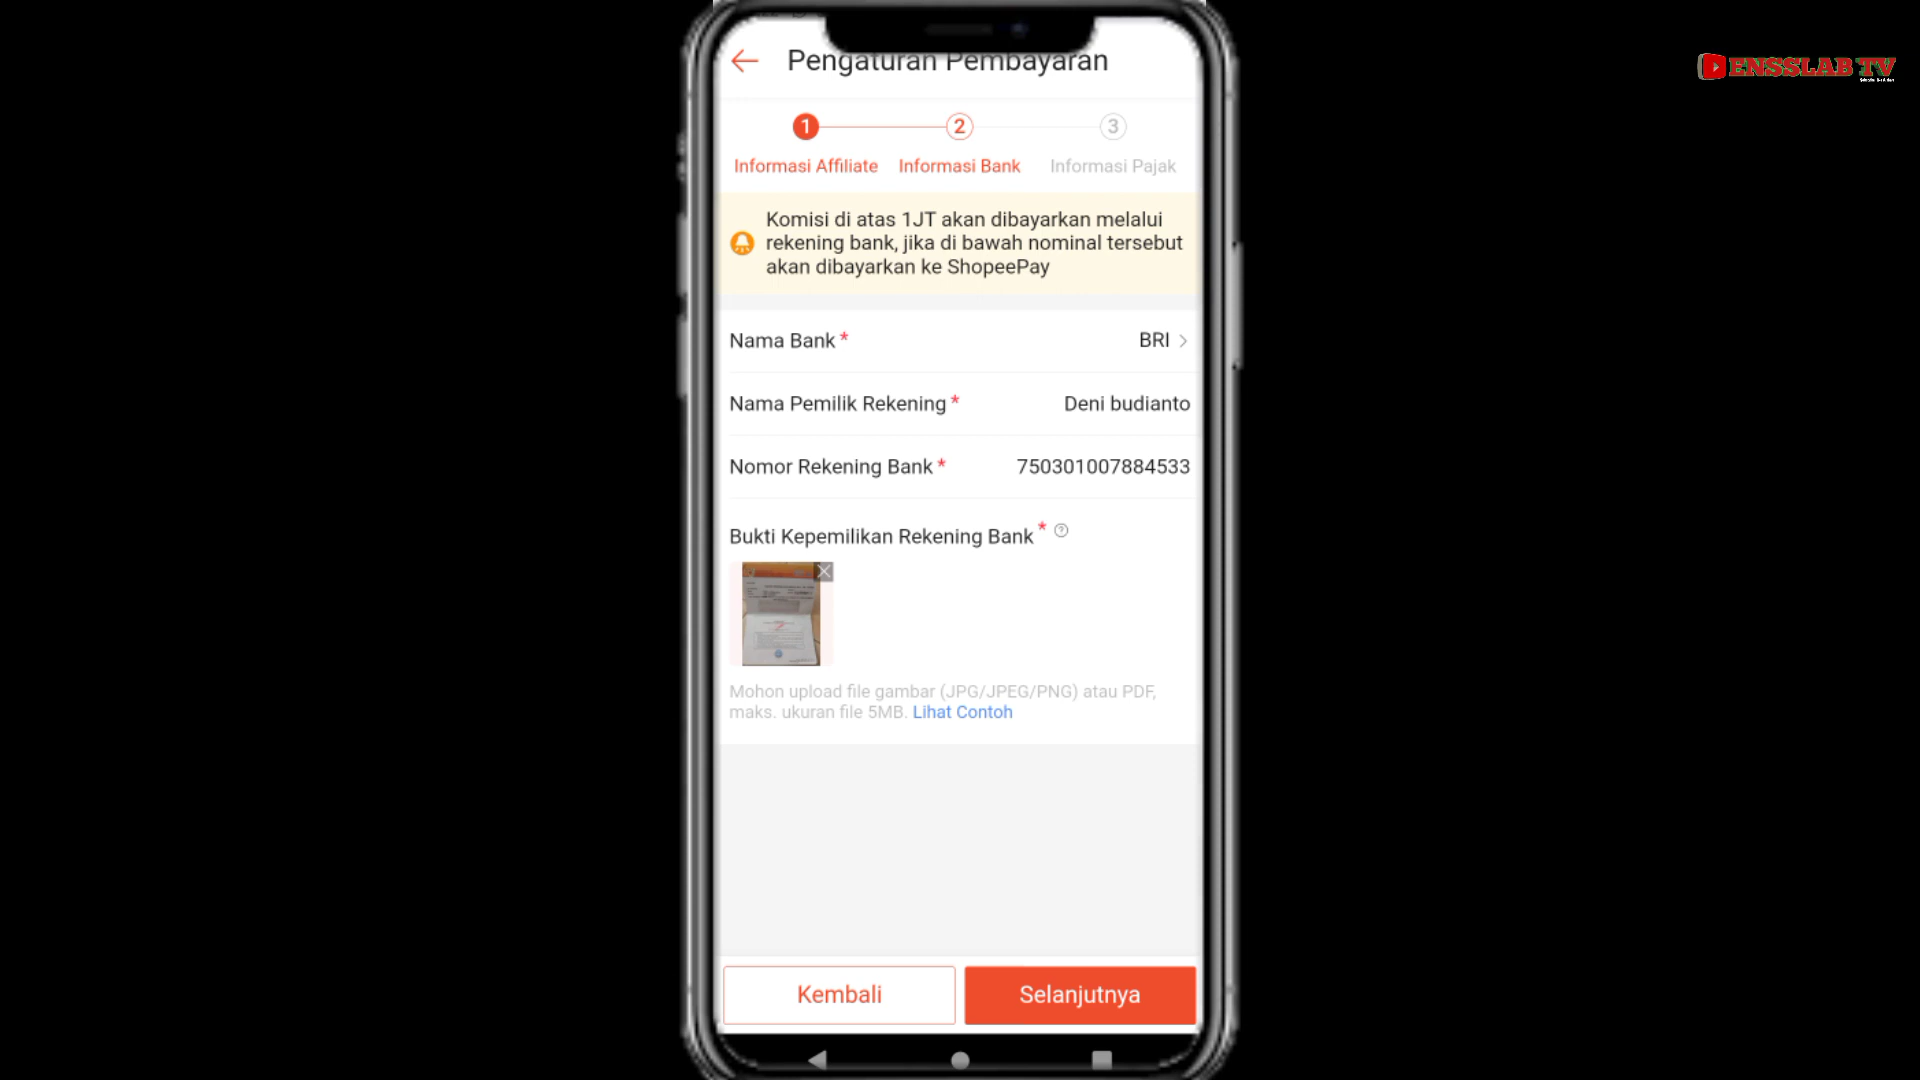 Pengaturan Pembayaran
1 2 3
Informasi Affiliate Informasi Bank Informasi Pajak
Komisi di atas 1JT akan dibayarkan melalui
rekening bank, jika di bawah nominal tersebut
akan dibayarkan ke ShopeePay
Nama Bank * BRI
Nama Pemilik Rekening * Deni budianto
Nomor Rekening Bank * 750301007884533
Bukti Kepemilikan Rekening Bank * ?
Mohon upload file gambar (JPG/JPEG/PNG) atau PDF,
maks. ukuran file 5MB. Lihat Contoh
Kembali Selanjutnya
DENSSLAB TV